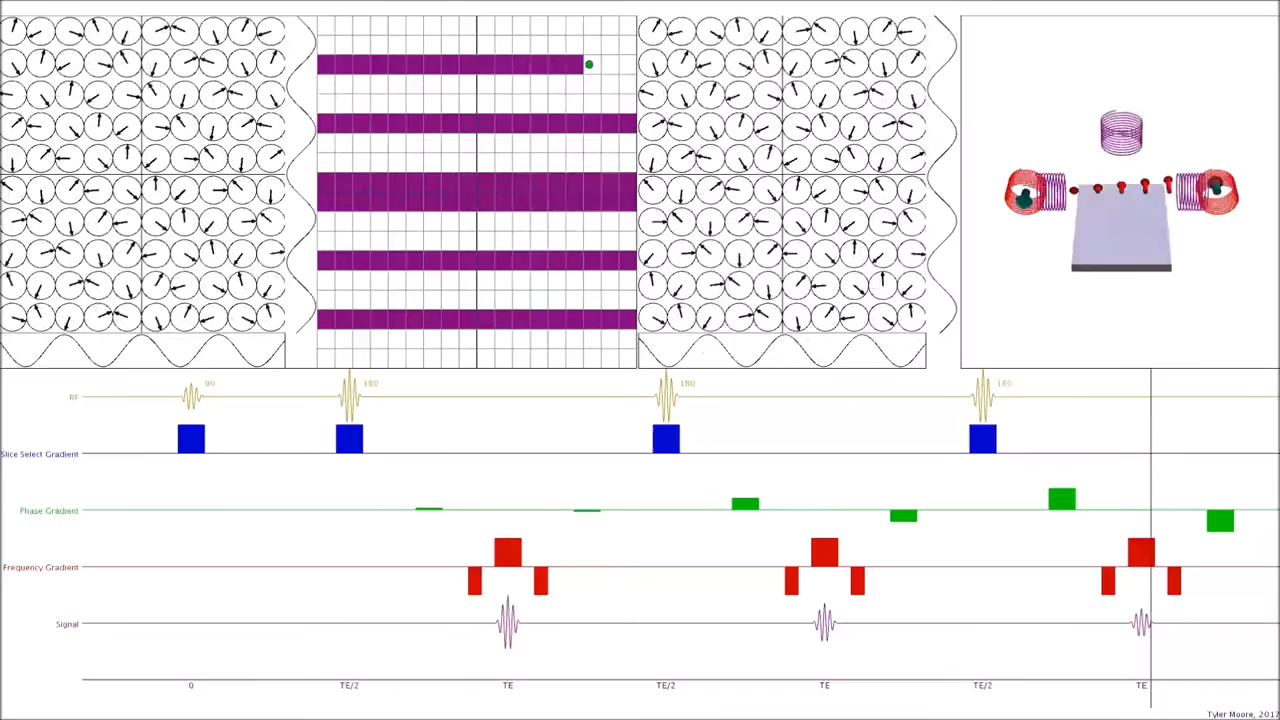 90 180 180 180
RF
Slice Select Gradient
Phase Gradient
Frequency Gradient
Signal
0 TE/2 TE TE/2 TE TE/2 TE
Tyler Moore, 2017